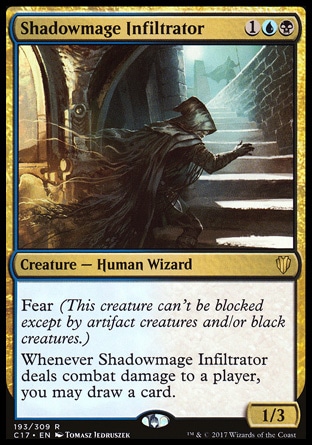 Shadowmage Infiltrator 1
Creature — Human Wizard
Fear (This creature can't be blocked
except by artifact creatures and/or black
creatures.)
Whenever Shadowmage Infiltrator
deals combat damage to a player,
you may draw a card.
1/3
193/309 R
C17 • EN Tomasz Jedruszek
™ & © 2017 Wizards of the Coast